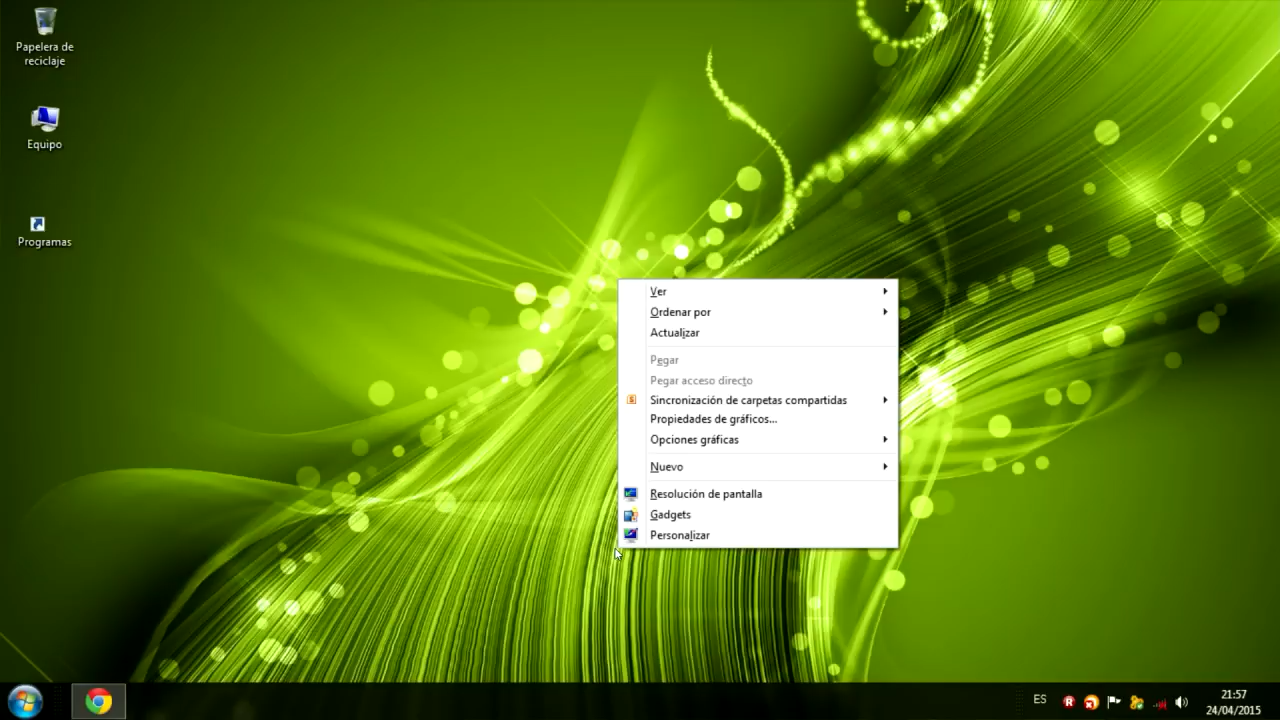 Papelera de
reciclaje
Equipo
Programas
Ver
Ordenar por
Actualizar
Pegar
Pegar acceso directo
Sincronización de carpetas compartidas
Propiedades de gráficos...
Opciones gráficas
Nuevo
Resolución de pantalla
Gadgets
Personalizar
ES
21:57
24/04/2015